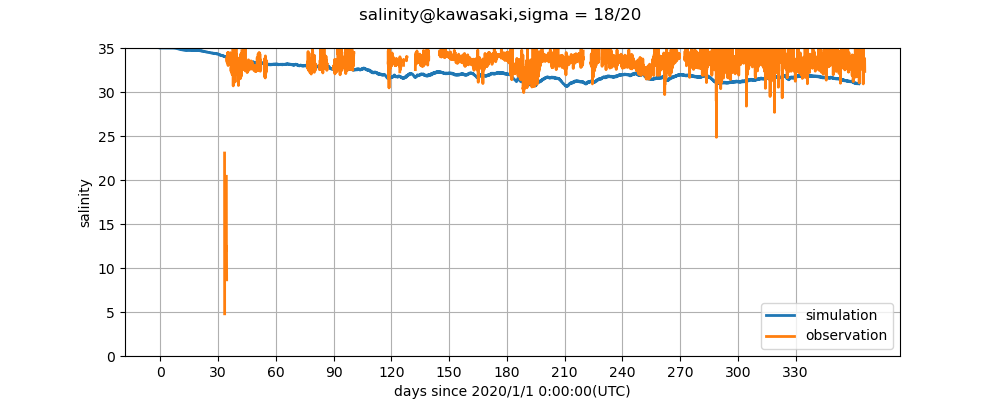 salinity@kawasaki,sigma = 18/20
35
30
25
20
15
10
5
0
salinity
simulation
observation
0 30 60 90 120 150 180 210 240 270 300 330
days since 2020/1/1 0:00:00(UTC)